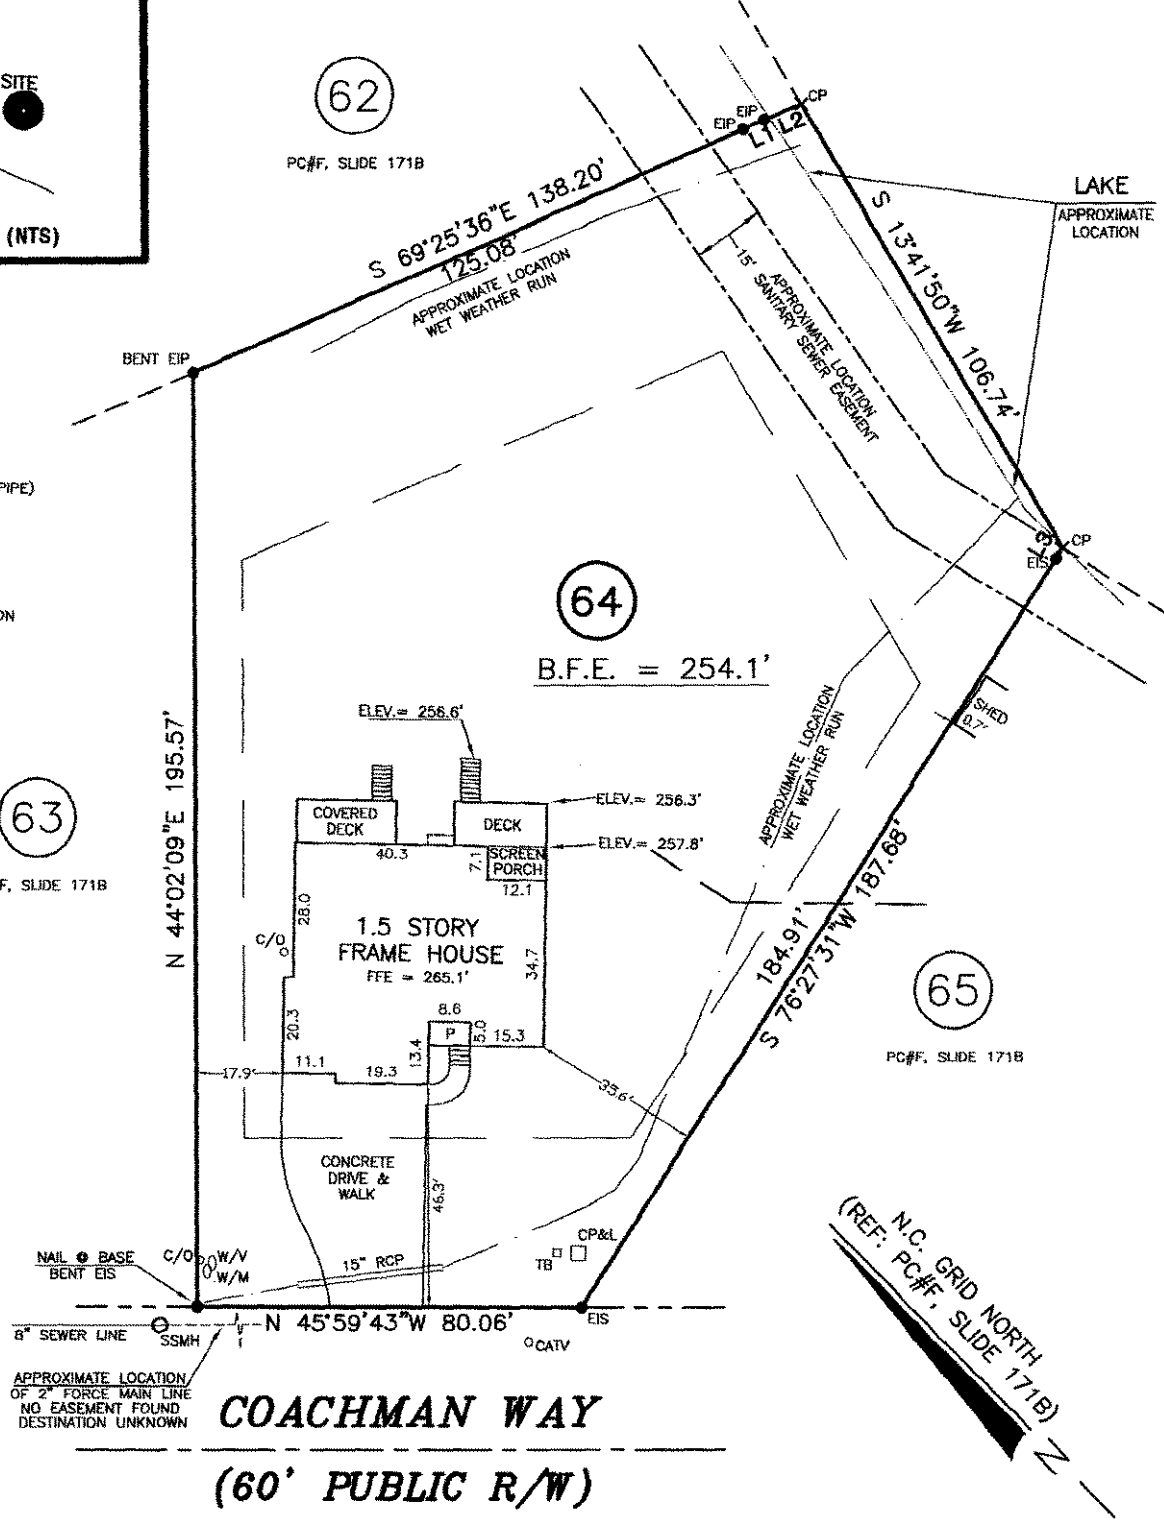 SITE
(NTS)
62
PC#F, SLIDE 171B
EIP
EIP
CP
L1
L2
S 69°25'36"E 138.20'
125.08'
APPROXIMATE LOCATION
WET WEATHER RUN
BENT EIP
15' SANITARY SEWER EASEMENT
APPROXIMATE LOCATION
S 13°41'50"W 106.74'
LAKE
APPROXIMATE
LOCATION
PIPE)
ON
L3
CP
EIS
64
B.F.E. = 254.1'
ELEV.= 256.6'
SHED
0.7'
N 44°02'09"E 195.57'
63
F, SLIDE 171B
COVERED
DECK
DECK
ELEV.= 256.3'
ELEV.= 257.8'
40.3
7.1
SCREEN
PORCH
12.1
APPROXIMATE LOCATION
WET WEATHER RUN
28.0
C/O
1.5 STORY
FRAME HOUSE
FFE = 265.1'
34.7
184.91'
S 76°27'31"W 187.68'
65
PC#F, SLIDE 171B
20.3
8.6
P
5.0
15.3
13.4
11.1
19.3
17.9'
35.6'
CONCRETE
DRIVE &
WALK
46.3'
N.C. GRID NORTH
(REF: PC#F, SLIDE 171B)
N
NAIL @ BASE
BENT EIS
C/O
W/V
W/M
15" RCP
TB
CP&L
EIS
8" SEWER LINE
SSMH
N 45°59'43"W 80.06'
CATV
APPROXIMATE LOCATION
OF 2" FORCE MAIN LINE
NO EASEMENT FOUND
DESTINATION UNKNOWN
COACHMAN WAY
(60' PUBLIC R/W)